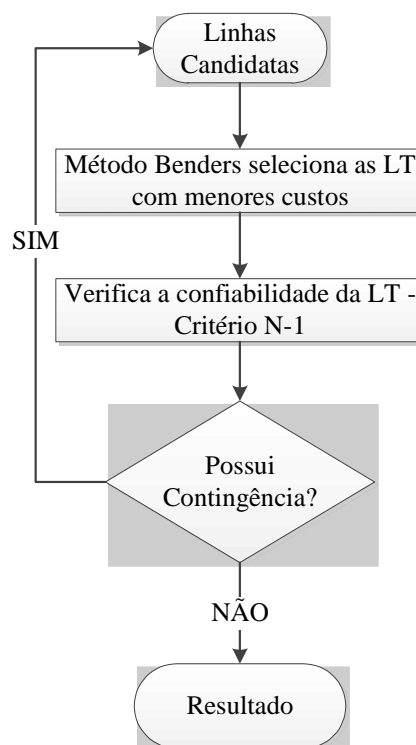 Linhas
Candidatas
Método Benders seleciona as LT
com menores custos
SIM
Verifica a confiabilidade da LT -
Critério N-1
Possui
Contingência?
NÃO
Resultado